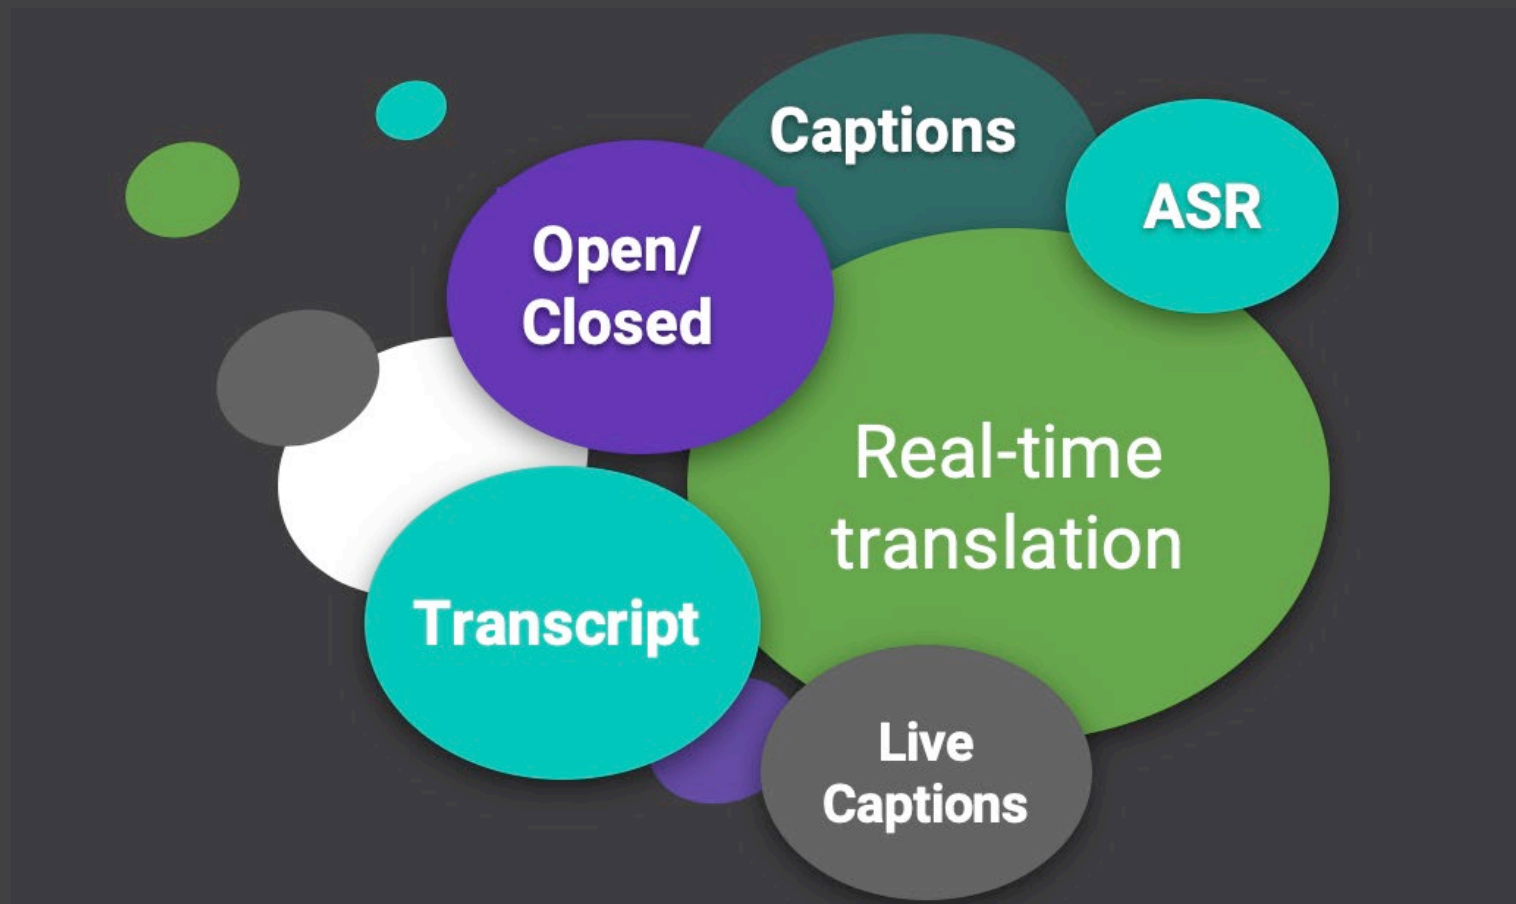 Captions
ASR
Open/
Closed
Real-time
translation
Transcript
Live
Captions